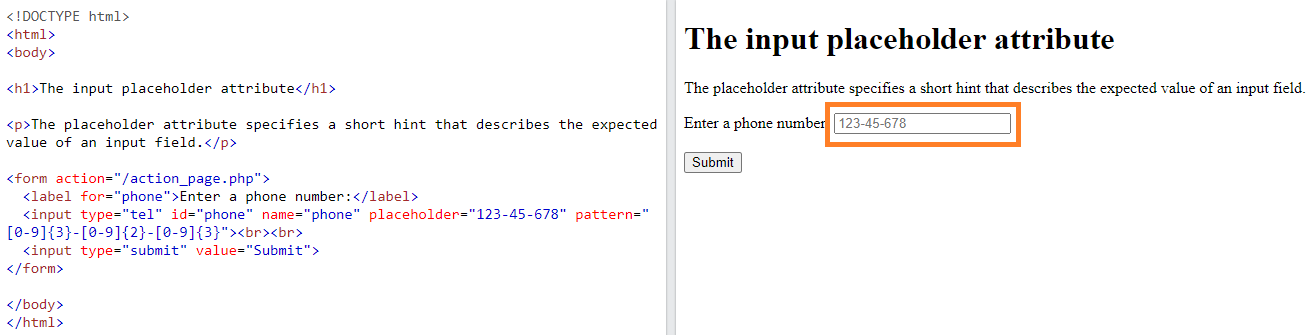 <!DOCTYPE html>
<html>
<body>
<h1>The input placeholder attribute</h1>
<p>The placeholder attribute specifies a short hint that describes the expected
value of an input field.</p>
<form action="/action_page.php">
<label for="phone">Enter a phone number:</label>
<input type="tel" id="phone" name="phone" placeholder="123-45-678" pattern="
[0-9]{3}-[0-9]{2}-[0-9]{3}"><br><br>
<input type="submit" value="Submit">
</form>
</body>
</html>
The input placeholder attribute
The placeholder attribute specifies a short hint that describes the expected value of an input field.
Enter a phone number 123-45-678
Submit